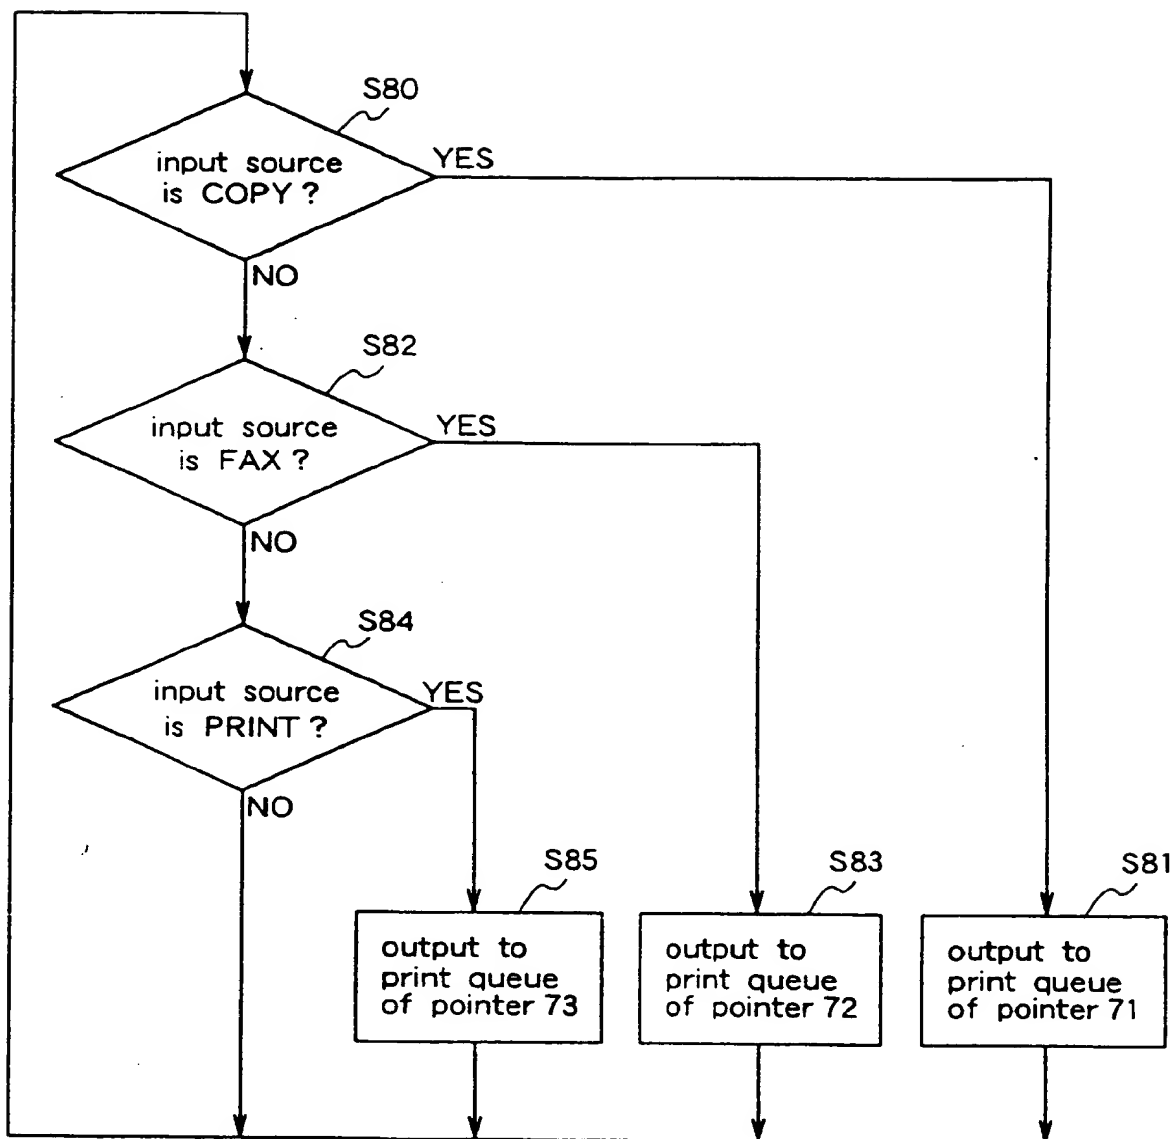 S80
input source
is COPY?
YES
NO
S82
input source
is FAX?
YES
NO
S84
input source
is PRINT?
YES
NO
S85
output to
print queue
of pointer 73
S83
output to
print queue
of pointer 72
S81
output to
print queue
of pointer 71